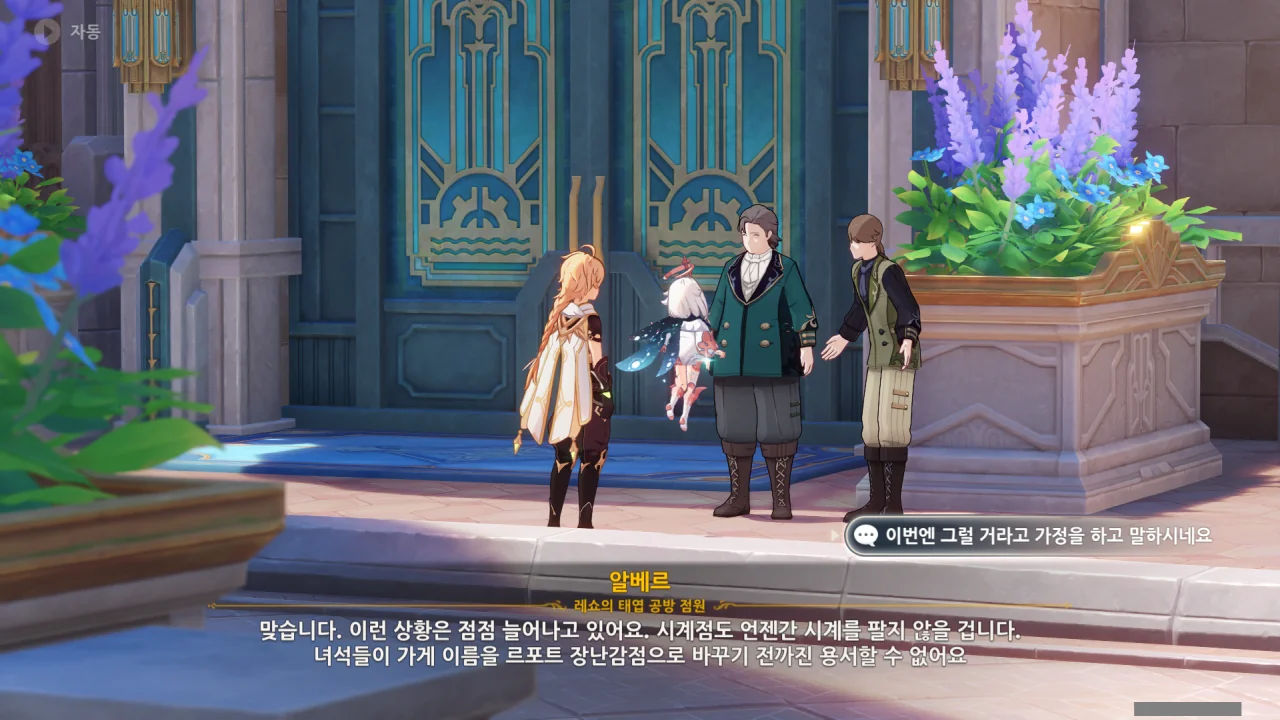 자동
이번엔 그럴 거라고 가정을 하고 말하시네요
알베르
레쇼의 태엽 공방 점원
맞습니다. 이런 상황은 점점 늘어나고 있어요. 시계점도 언젠간 시계를 팔지 않을 겁니다.
녀석들이 가게 이름을 르포트 장난감점으로 바꾸기 전까진 용서할 수 없어요